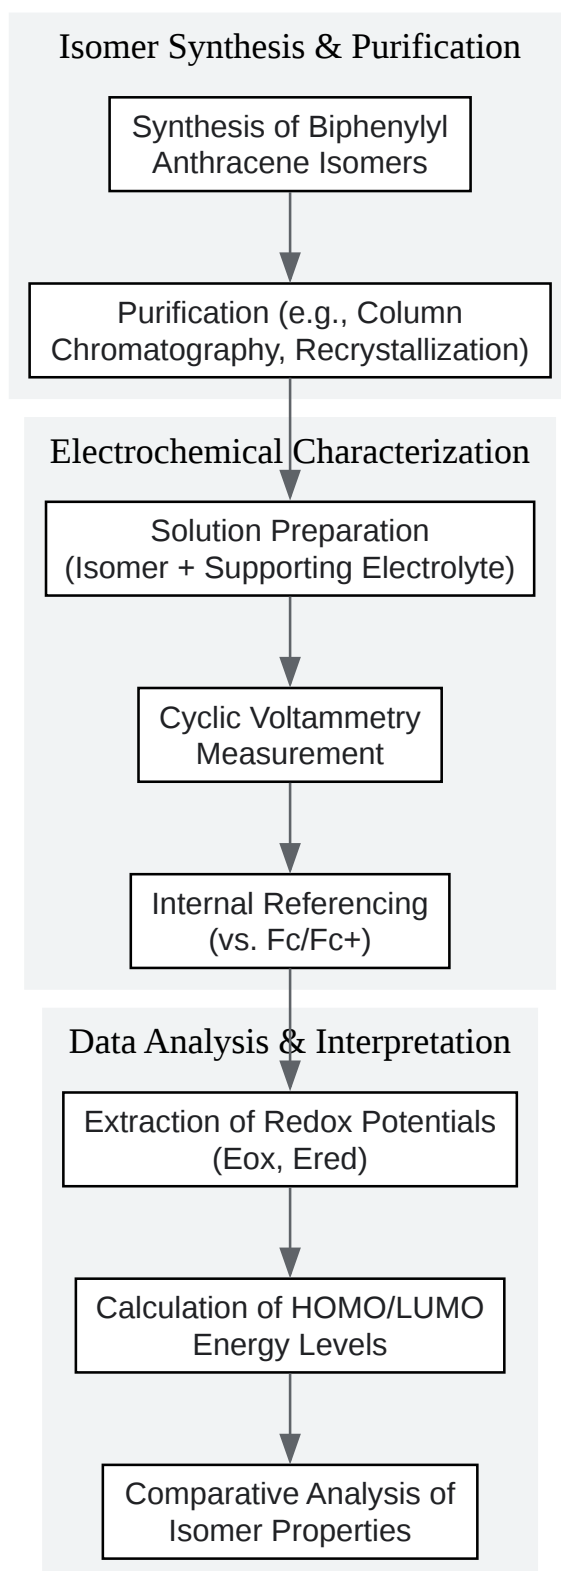 Isomer Synthesis & Purification
Synthesis of Biphenylyl
Anthracene Isomers
Purification (e.g., Column
Chromatography, Recrystallization)
Electrochemical Characterization
Solution Preparation
(Isomer + Supporting Electrolyte)
Cyclic Voltammetry
Measurement
Internal Referencing
(vs. Fc/Fc+)
Data Analysis & Interpretation
Extraction of Redox Potentials
(Eox, Ered)
Calculation of HOMO/LUMO
Energy Levels
Comparative Analysis of
Isomer Properties